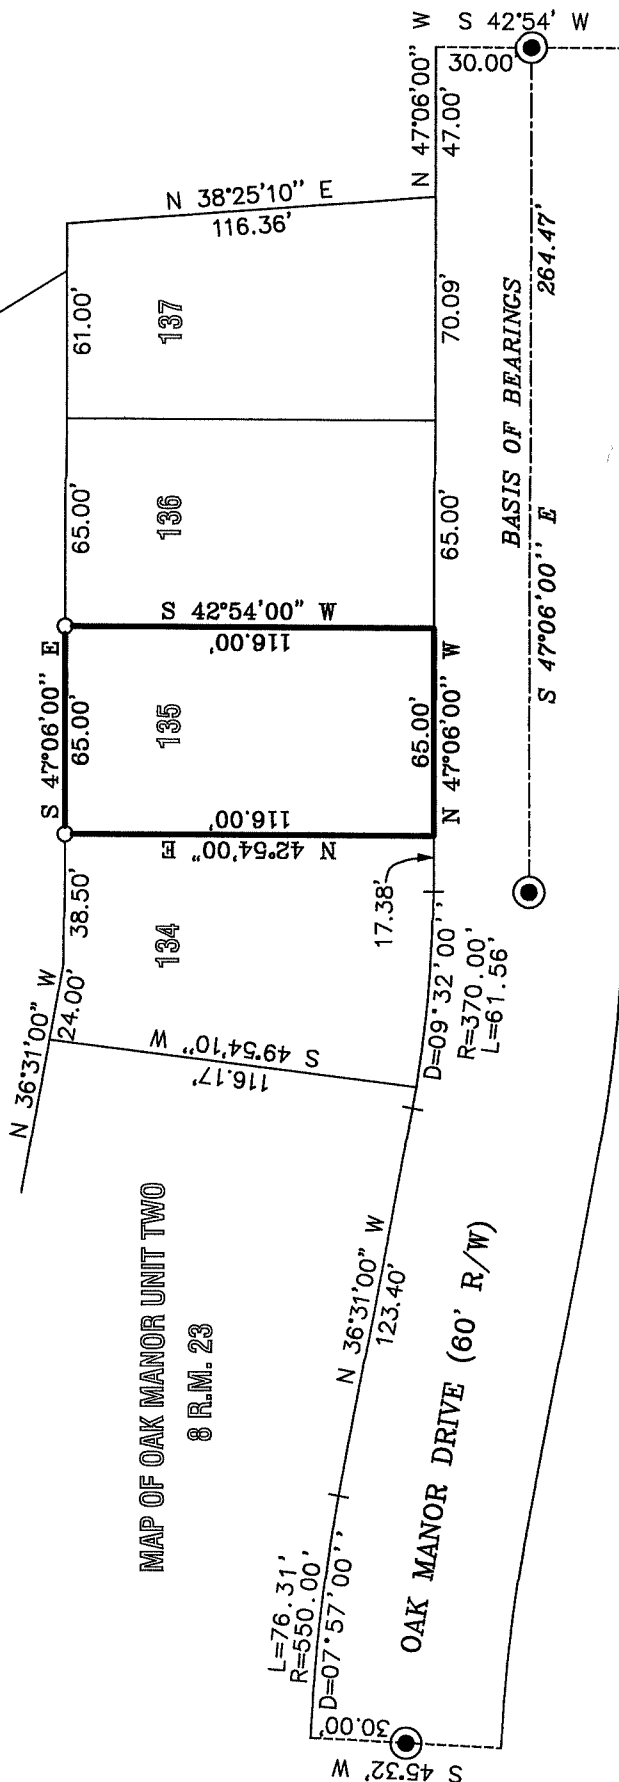 S 42°54' W
30.00'
N 47°06'00" W
47.00'
N 38°25'10" E
116.36'
61.00'
137
70.09'
264.47'
BASIS OF BEARINGS
S 47°06'00'' E
65.00'
136
65.00'
S 42°54'00" W
116.00'
S 47°06'00" E
65.00'
135
65.00'
N 47°06'00" W
116.00'
N 42°54'00" E
38.50'
134
17.38'
D=09°32'00'',
R=370.00'
L=61.56'
N 36°31'00" W
24.00'
S 49°54'10" W
116.17'
MAP OF OAK MANOR UNIT TWO
8 R.M. 23
N 36°31'00" W
123.40'
OAK MANOR DRIVE (60' R/W)
L=76.31'
R=550.00'
D=07°57'00''
30.00'
S 45°32' W